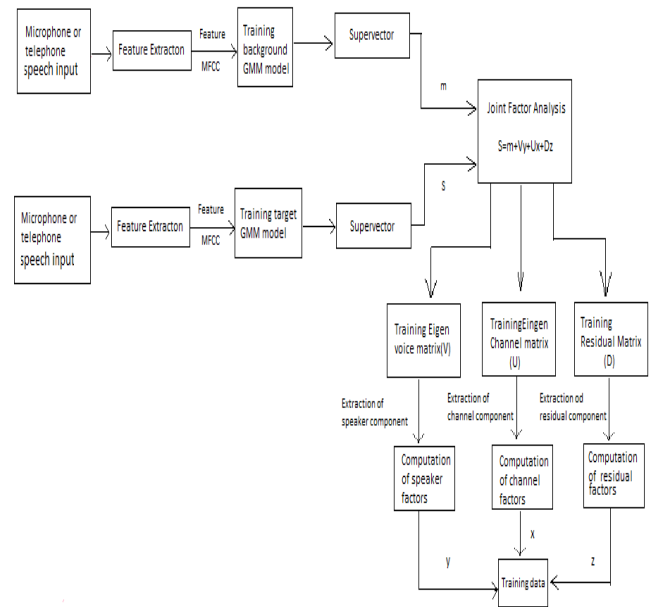 Microphone or
telephone
speech input
Feature Extracton
Feature
MFCC
Training
background
GMM model
Supervector
m
Joint Factor Analysis
S=m+Vy+Ux+Dz
Microphone or
telephone
speech input
Feature Extracton
Feature
MFCC
Training target
GMM model
Supervector
S
Training Eigen
voice matrix(V)
TrainingEingen
Channel matrix
(U)
Training
Residual Matrix
(D)
Extraction of
speaker component
Extraction of
channel component
Extraction od
residual component
Computation
of speaker
factors
Computation
of channel
factors
Computation
of residual
factors
y
x
z
Training data